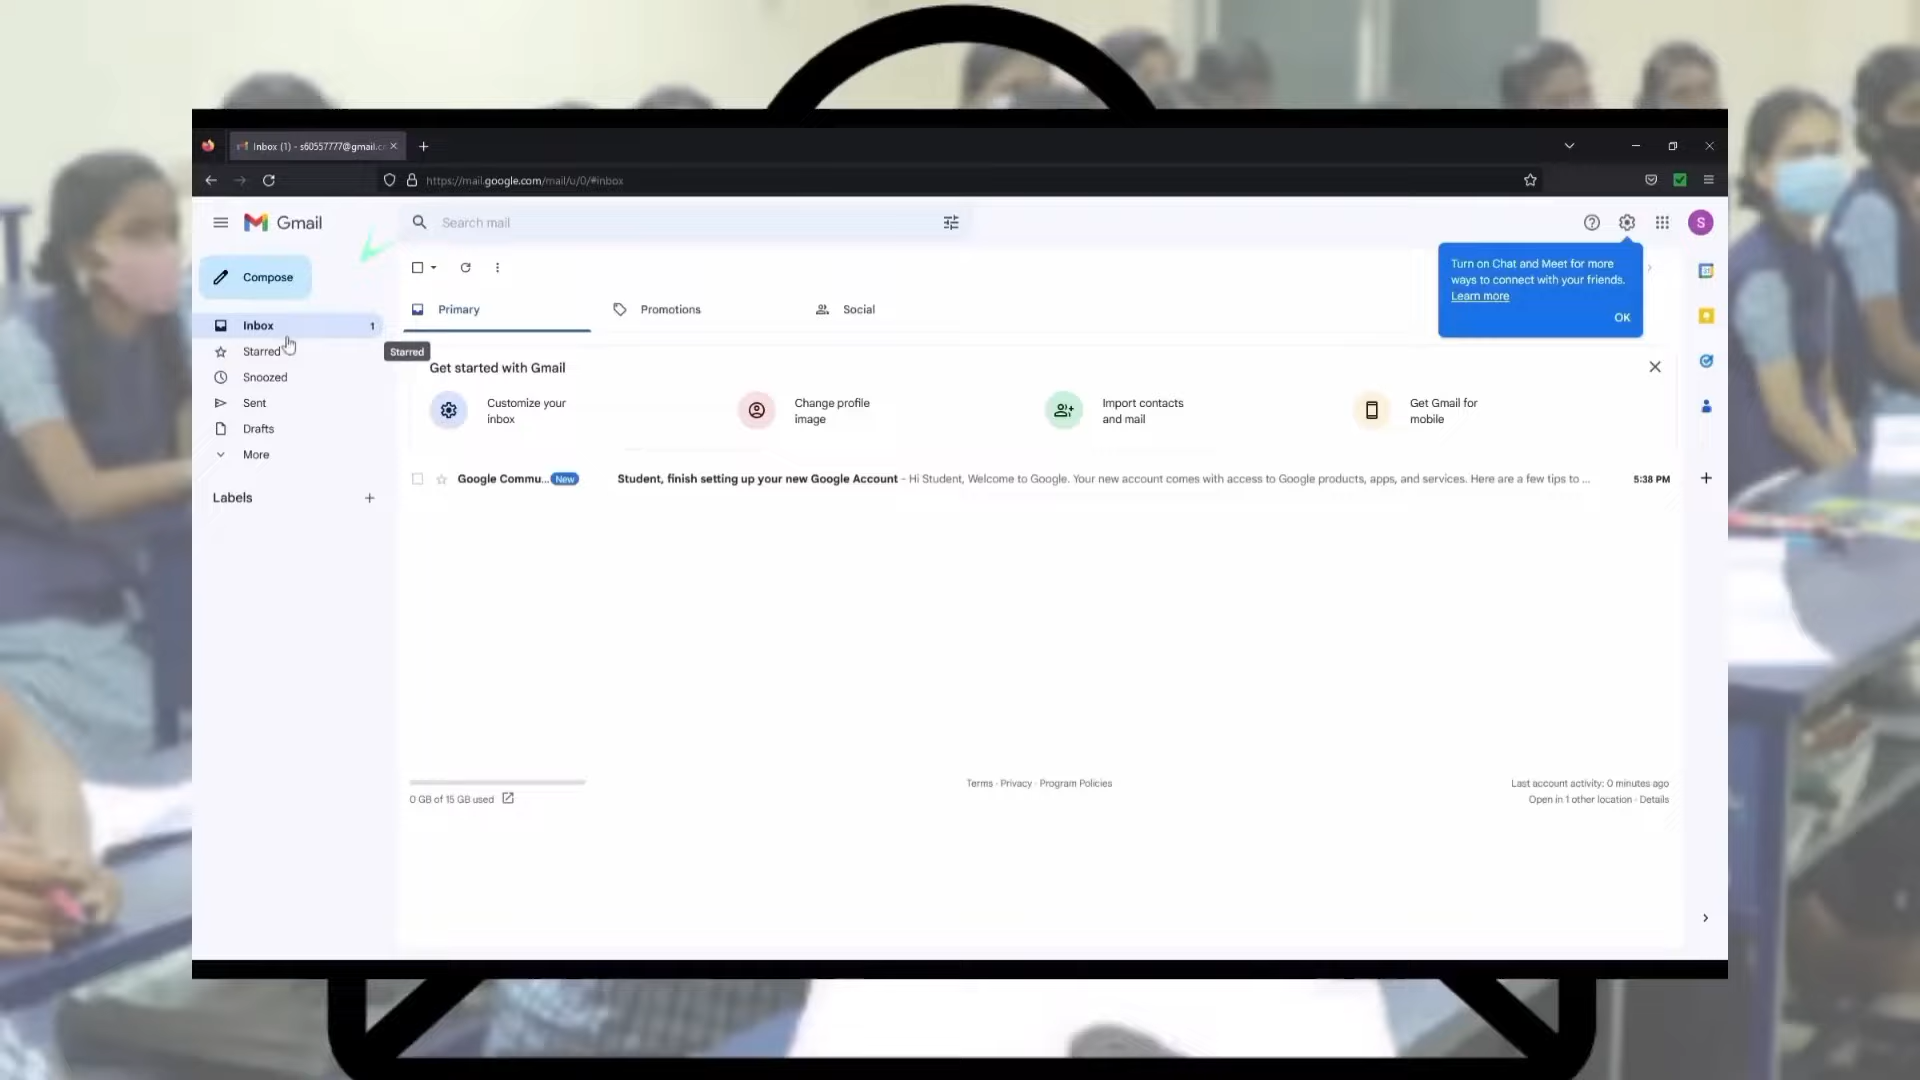 Inbox (1) - s60557777@gmail.c
https://mail.google.com/mail/u/0/#inbox
Gmail
Search mail
S
Compose
Turn on Chat and Meet for more
ways to connect with your friends.
Learn more
OK
Primary
Promotions
Social
Inbox 1
Starred
Starred
Snoozed
Sent
Drafts
More
Labels
Get started with Gmail
Customize your
inbox
Change profile
image
Import contacts
and mail
Get Gmail for
mobile
Google Commu... New Student, finish setting up your new Google Account - Hi Student, Welcome to Google. Your new account comes with access to Google products, apps, and services. Here are a few tips to ... 5:38 PM
0 GB of 15 GB used
Terms · Privacy · Program Policies
Last account activity: 0 minutes ago
Open in 1 other location · Details